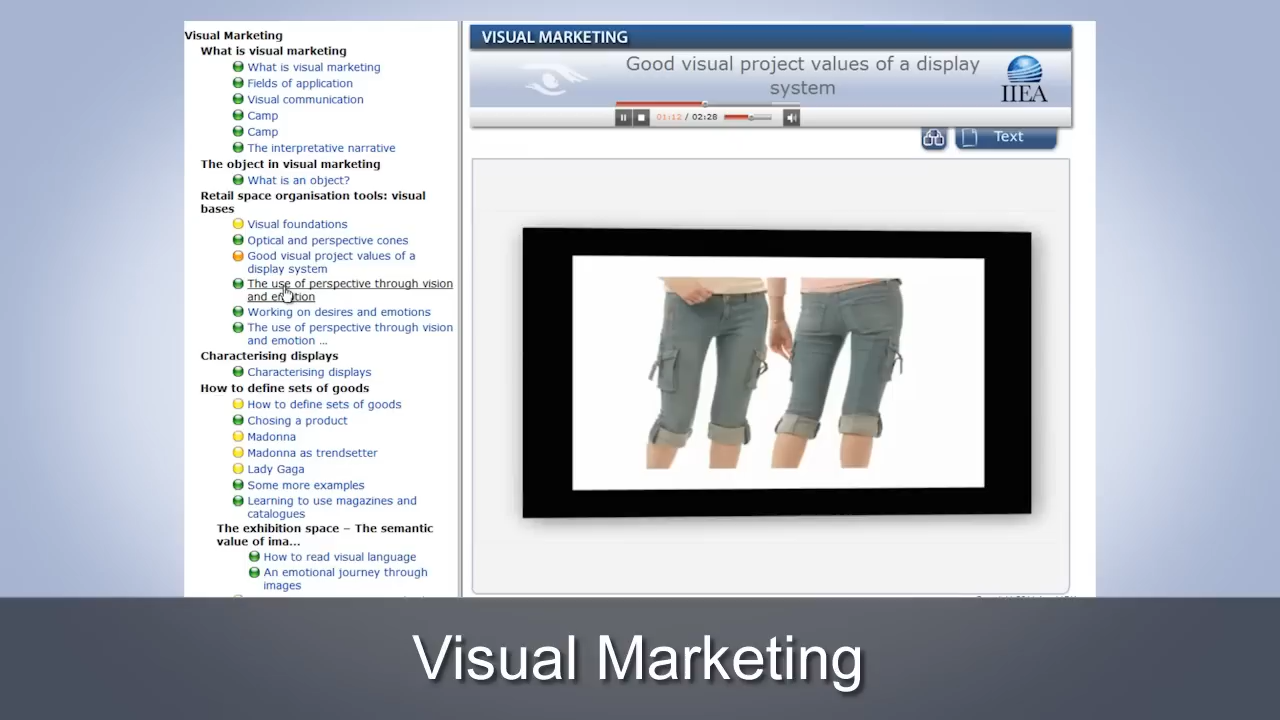 Visual Marketing
What is visual marketing
What is visual marketing
Fields of application
Visual communication
Camp
Camp
The interpretative narrative
The object in visual marketing
What is an object?
Retail space organisation tools: visual
bases
Visual foundations
Optical and perspective cones
Good visual project values of a
display system
The use of perspective through vision
and emotion
Working on desires and emotions
The use of perspective through vision
and emotion ...
Characterising displays
Characterising displays
How to define sets of goods
How to define sets of goods
Chosing a product
Madonna
Madonna as trendsetter
Lady Gaga
Some more examples
Learning to use magazines and
catalogues
The exhibition space – The semantic
value of ima...
How to read visual language
An emotional journey through
images
VISUAL MARKETING
Good visual project values of a display
system
IIEA
01:12 / 02:28
Text
Visual Marketing